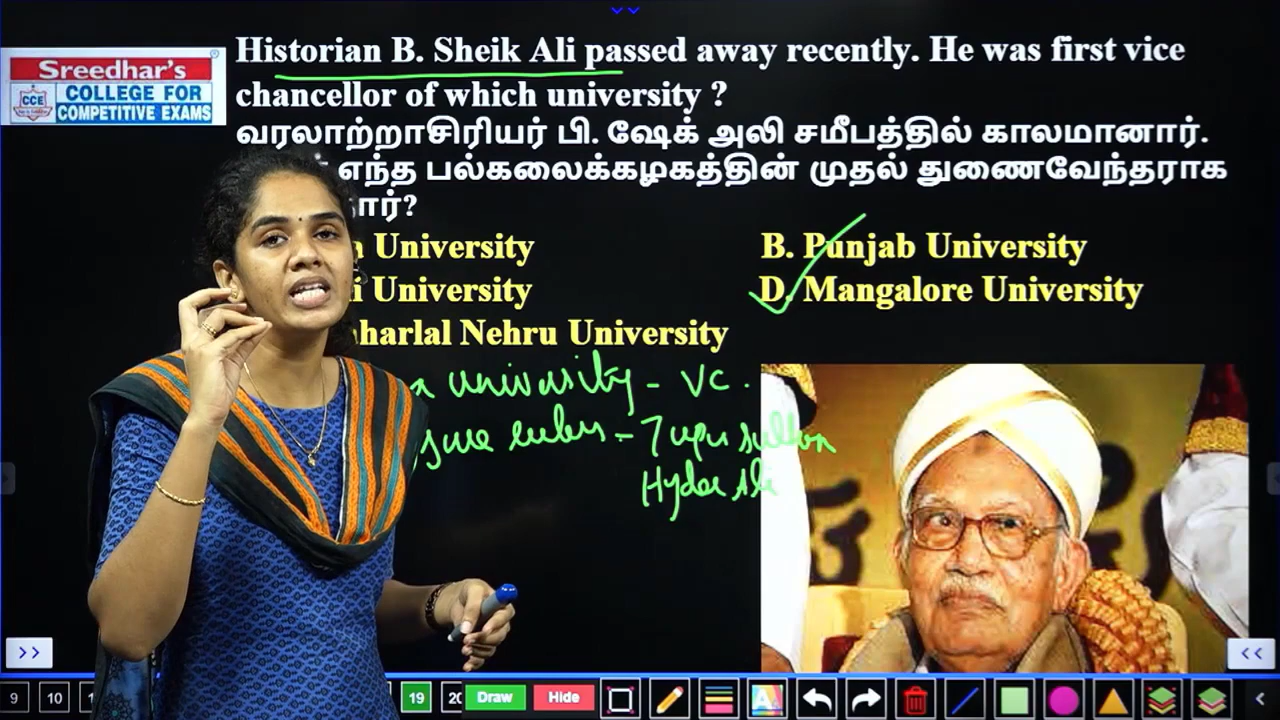 Historian B. Sheik Ali passed away recently. He was first vice
Sreedhar's
CCE
COLLEGE FOR
COMPETITIVE EXAMS
chancellor of which university ?
வரலாற்றாசிரியர் பி. ஷேக் அலி சமீபத்தில் காலமானார்.
எந்த பல்கலைக்கழகத்தின் முதல் துணைவேந்தராக
University
B. Punjab University
University
D. Mangalore University
Nehru University
university - VC.
Hyder Ali
>>
<<
9
10
19
Draw
Hide
A